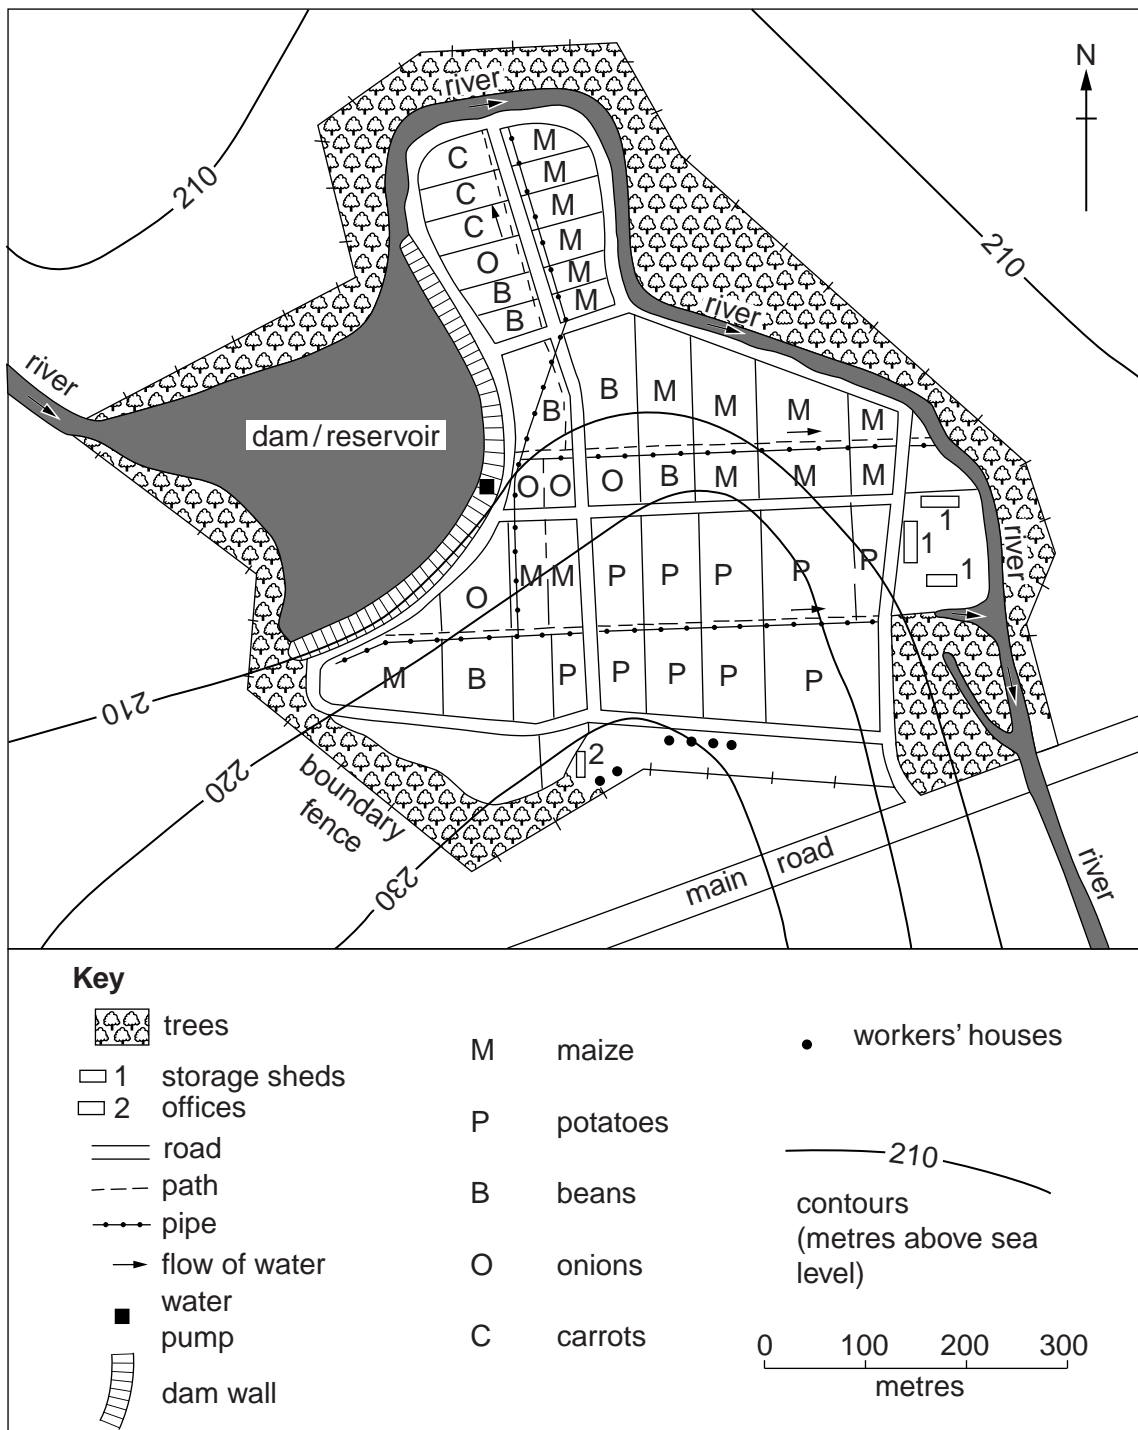 N
river
210
C
M
C
M
C
M
O
M
B
M
B
M
210
river
river
dam / reservoir
B
B
M
M
M
M
O
O
O
B
M
M
M
1
1
1
river
O
M
M
P
P
P
P
P
M
B
P
P
P
P
P
210
220
230
boundary
fence
2
main road
river
Key
trees
1 storage sheds
2 offices
road
path
pipe
flow of water
water
pump
dam wall
M maize
P potatoes
B beans
O onions
C carrots
workers' houses
210
contours
(metres above sea
level)
0 100 200 300
metres